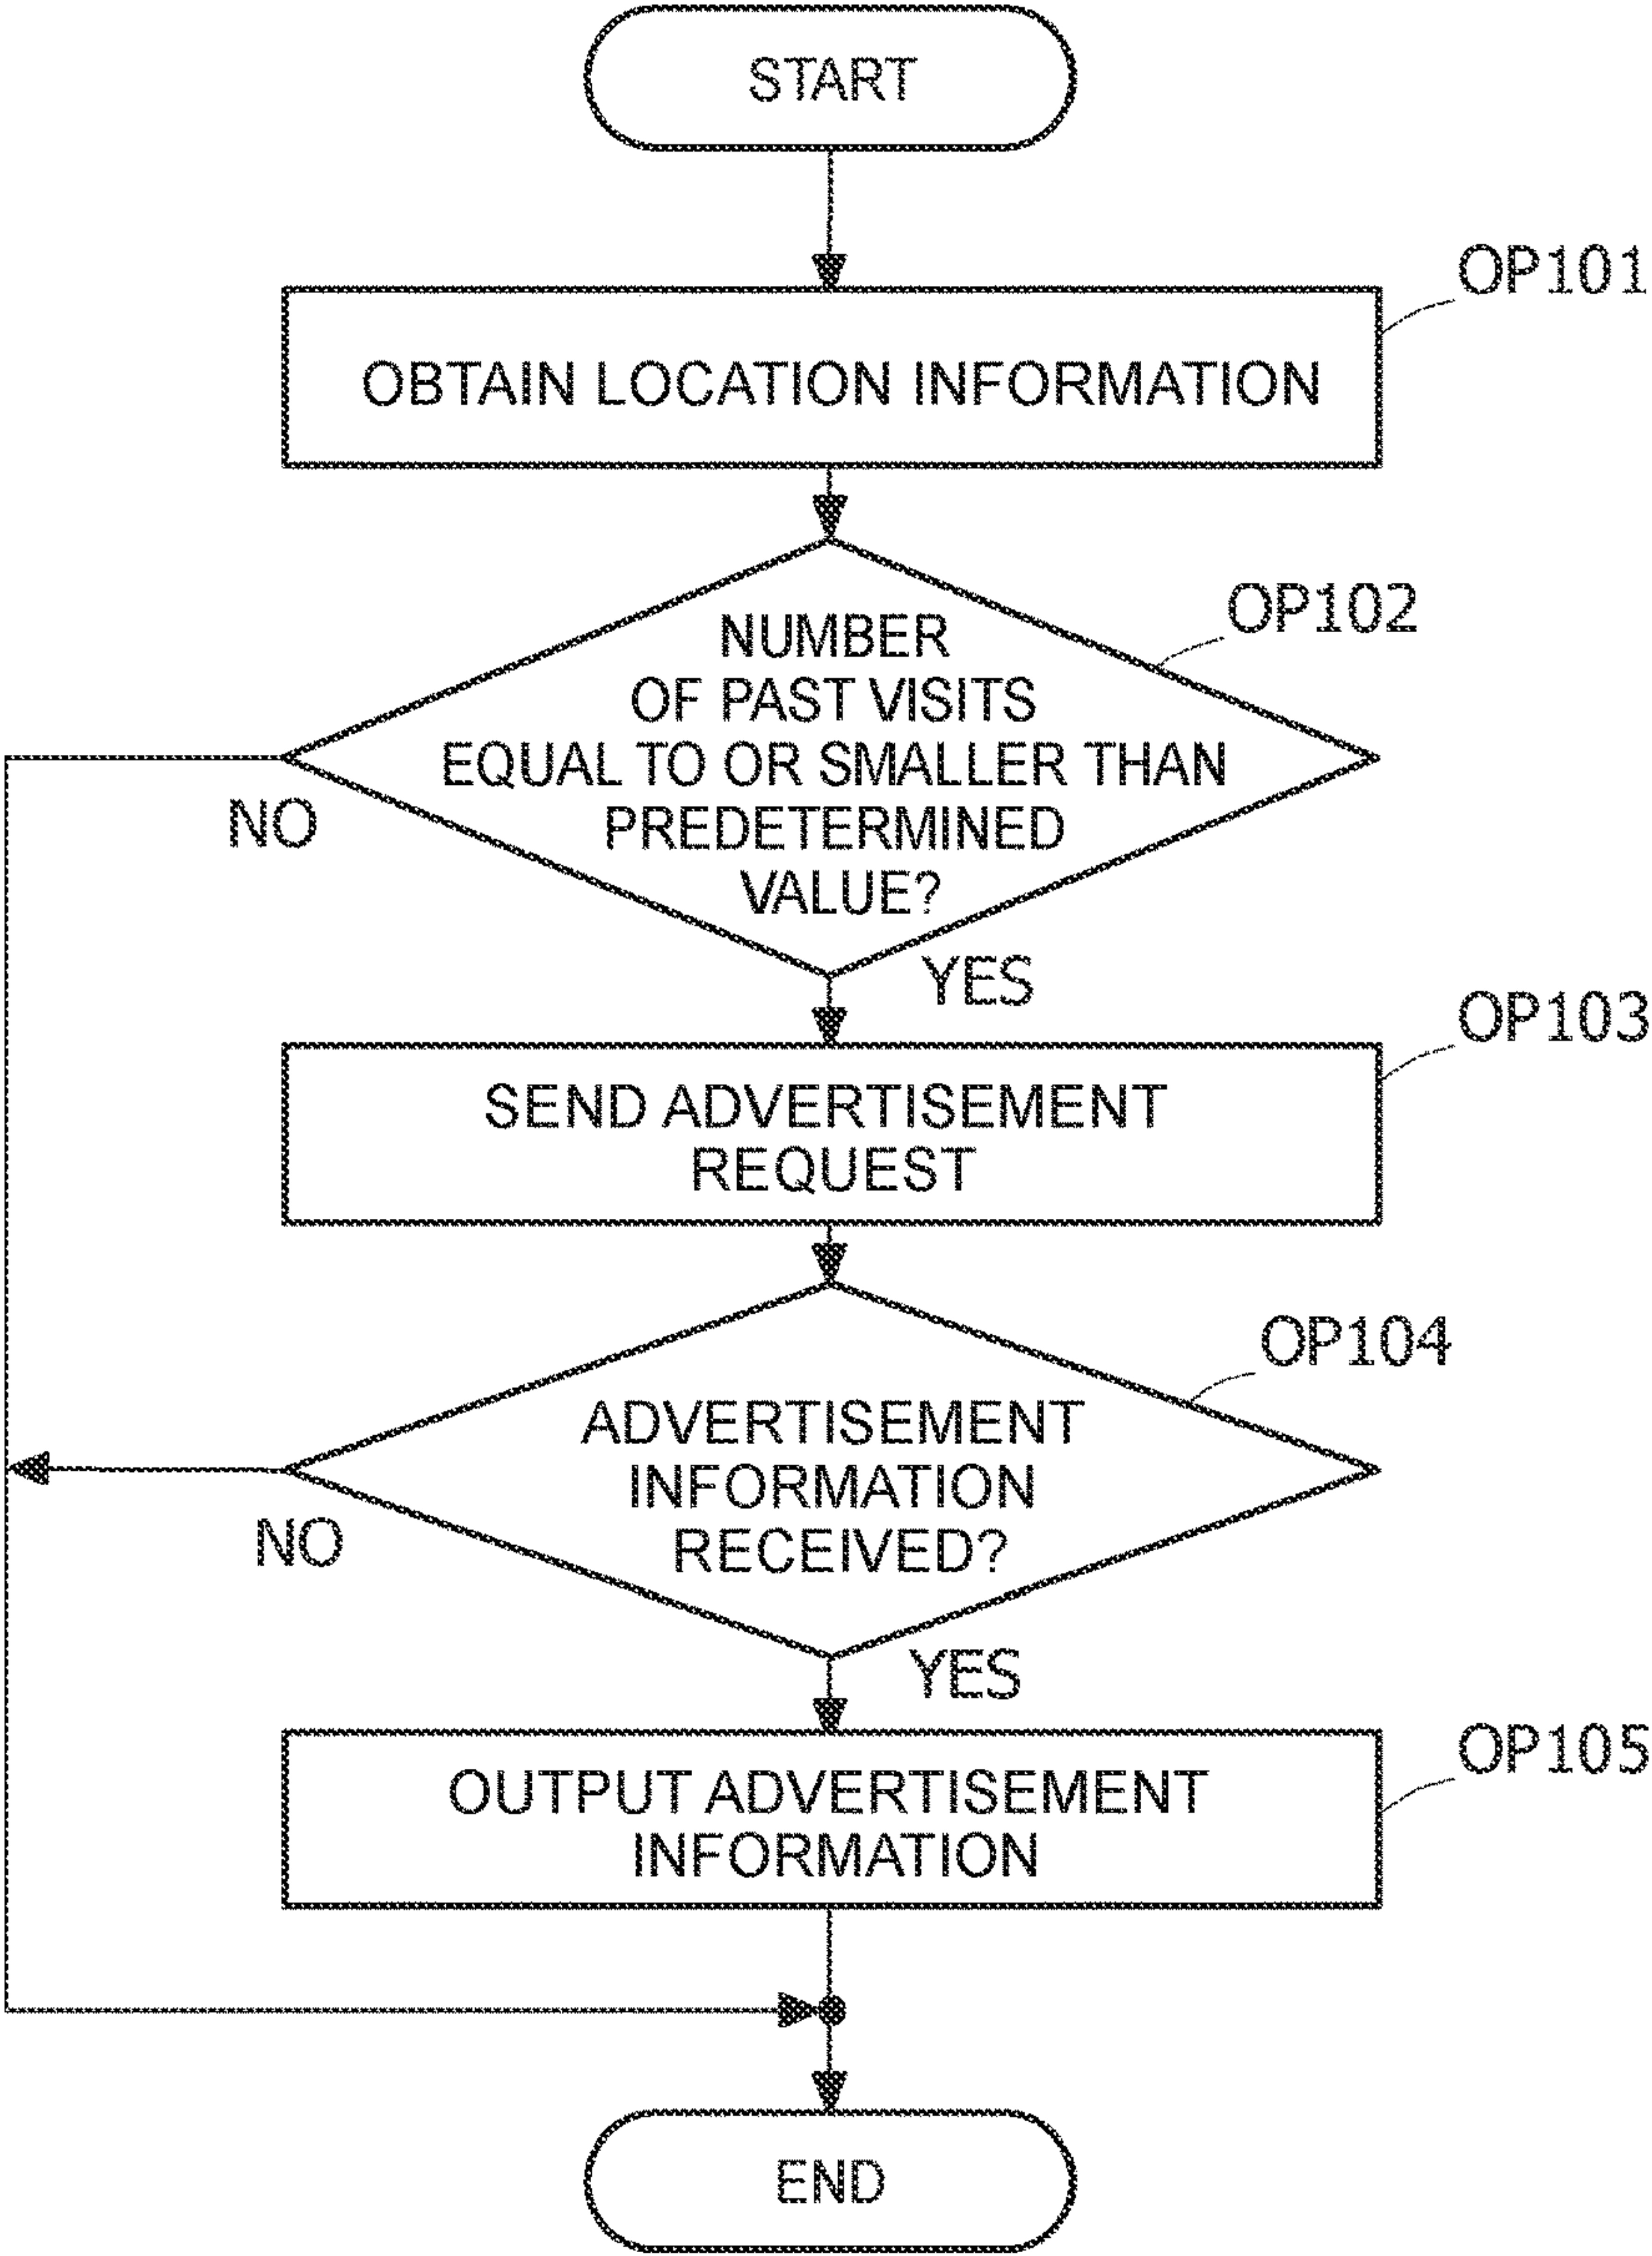 START
OP101
OBTAIN LOCATION INFORMATION
OP102
NUMBER
OF PAST VISITS
EQUAL TO OR SMALLER THAN
PREDETERMINED
VALUE?
NO
YES
OP103
SEND ADVERTISEMENT
REQUEST
OP104
ADVERTISEMENT
INFORMATION
RECEIVED?
NO
YES
OP105
OUTPUT ADVERTISEMENT
INFORMATION
END